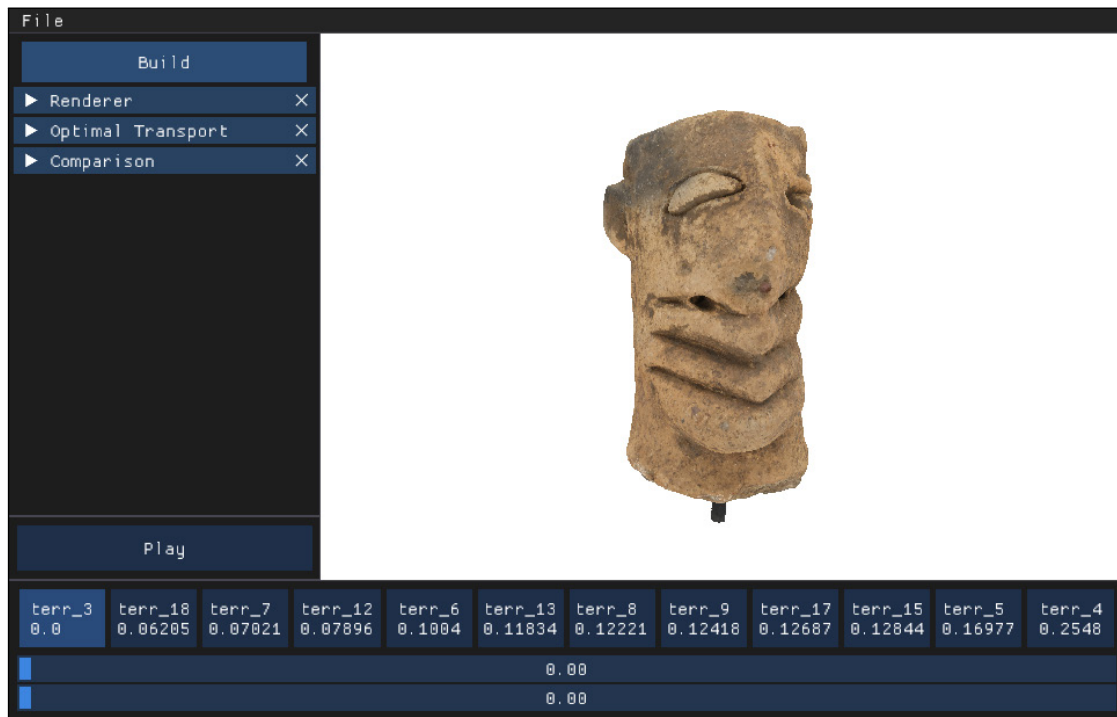 File
Build
Renderer
Optimal Transport
Comparison
Play
terr_3 terr_18 terr_7 terr_12 terr_6 terr_13 terr_8 terr_9 terr_17 terr_15 terr_5 terr_4
0.0 0.06205 0.07021 0.07896 0.1004 0.11834 0.12221 0.12418 0.12687 0.12844 0.16977 0.2548
0.00
0.00